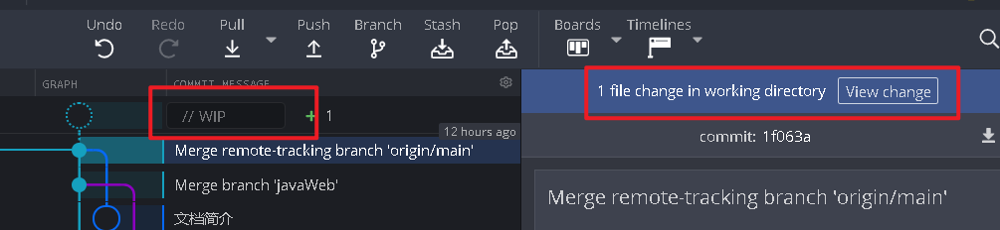 Undo Redo Pull Push Branch Stash Pop Boards Timelines
GRAPH COMMIT MESSAGE
1 file change in working directory View change
// WIP + 1
12 hours ago
commit: 1f063a
Merge remote-tracking branch 'origin/main'
Merge branch 'javaWeb'
Merge remote-tracking branch 'origin/main'
文档简介